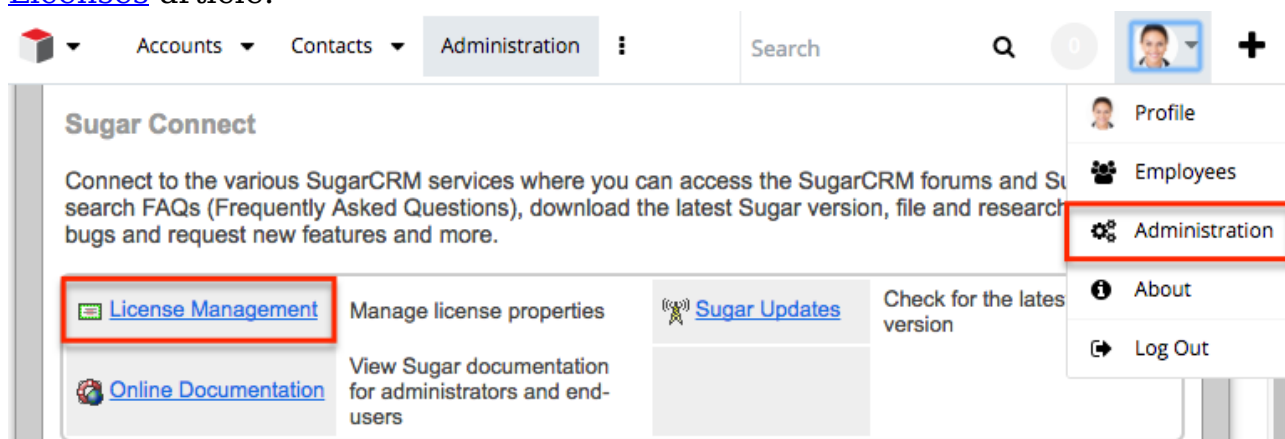 Licenses article.
Accounts Contacts Administration Search 0
Sugar Connect
Connect to the various SugarCRM services where you can access the SugarCRM forums and
search FAQs (Frequently Asked Questions), download the latest Sugar version, file and research
bugs and request new features and more.
License Management
Manage license properties
Sugar Updates
Check for the
version
Online Documentation
View Sugar documentation
for administrators and end-
users
Profile
Employees
Administration
About
Log Out